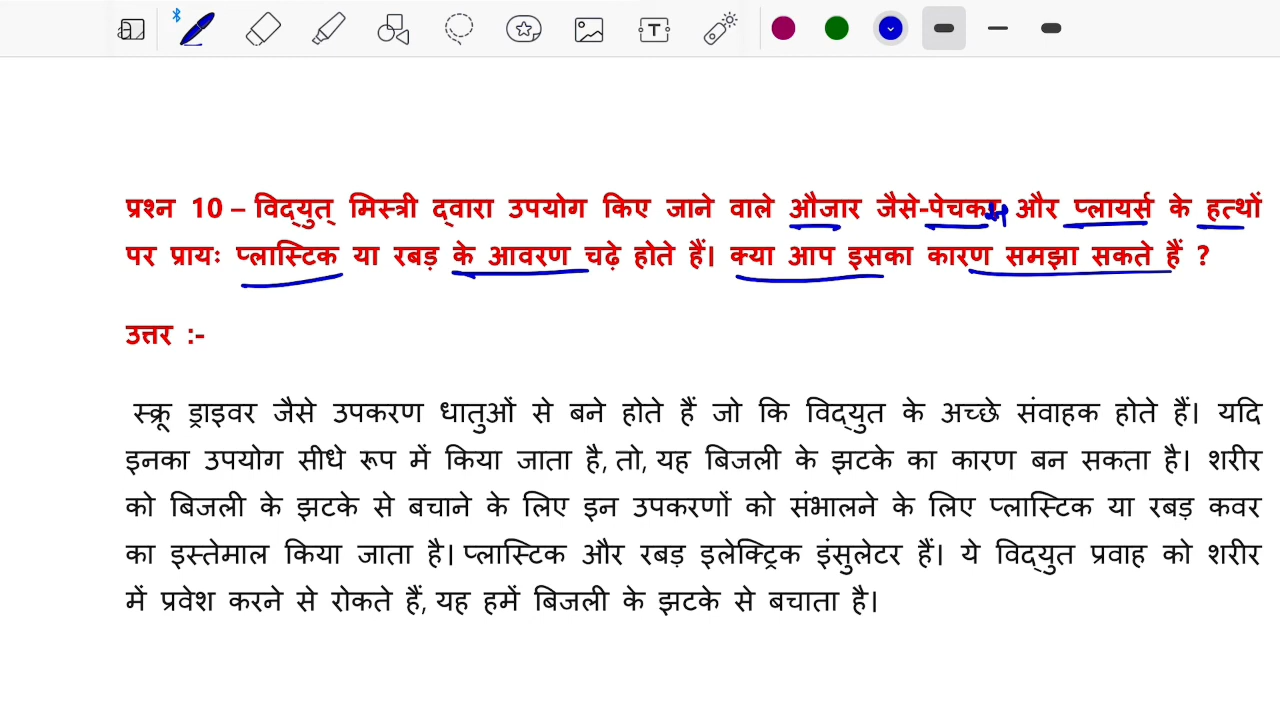 प्रश्न 10 – विद्युत् मिस्त्री द्वारा उपयोग किए जाने वाले औजार जैसे-पेचकस और प्लायर्स के हत्थों
पर प्रायः प्लास्टिक या रबड़ के आवरण चढ़े होते हैं। क्या आप इसका कारण समझा सकते हैं ?
उत्तर :-
स्क्रू ड्राइवर जैसे उपकरण धातुओं से बने होते हैं जो कि विद्युत के अच्छे संवाहक होते हैं। यदि
इनका उपयोग सीधे रूप में किया जाता है, तो, यह बिजली के झटके का कारण बन सकता है। शरीर
को बिजली के झटके से बचाने के लिए इन उपकरणों को संभालने के लिए प्लास्टिक या रबड़ कवर
का इस्तेमाल किया जाता है। प्लास्टिक और रबड़ इलेक्ट्रिक इंसुलेटर हैं। ये विद्युत प्रवाह को शरीर
में प्रवेश करने से रोकते हैं, यह हमें बिजली के झटके से बचाता है।